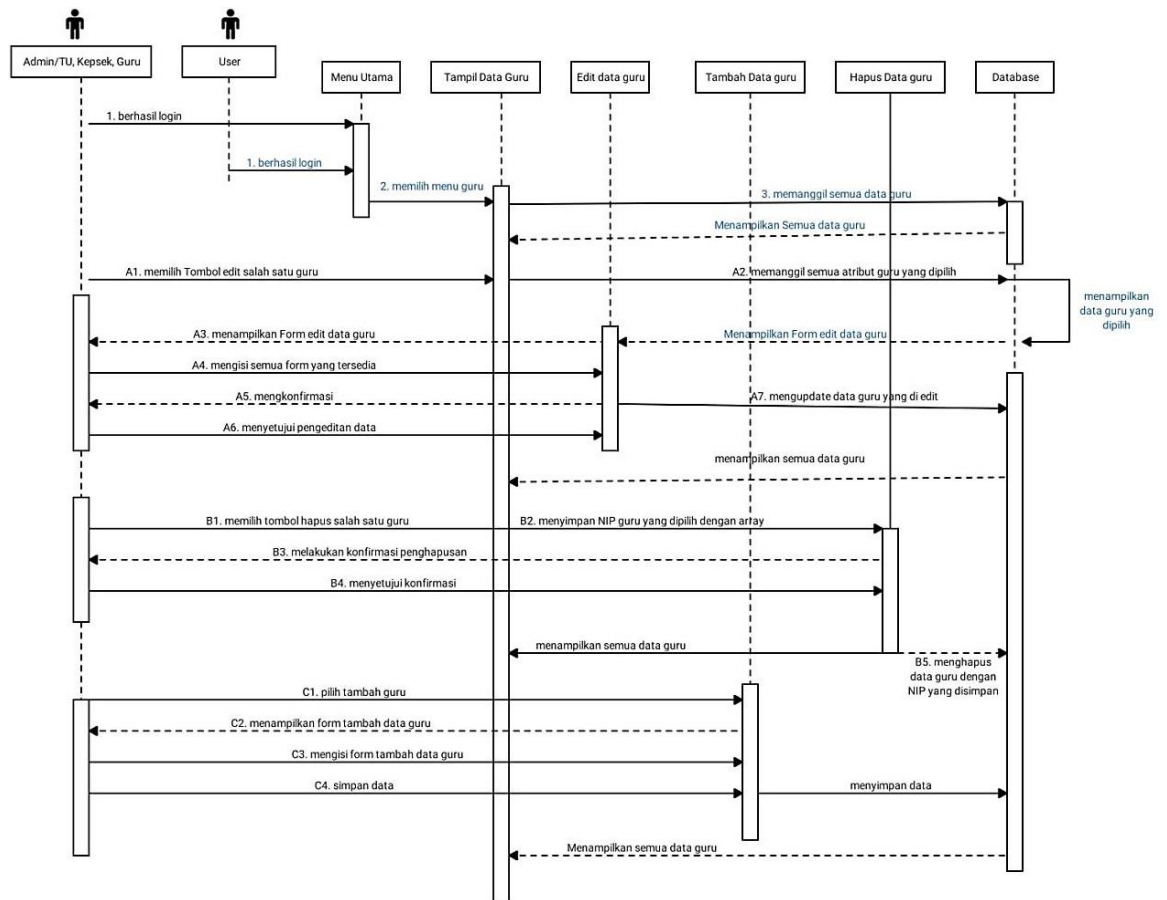 Admin/TU, Kepsek, Guru
User
Menu Utama
Tampil Data Guru
Edit data guru
Tambah Data guru
Hapus Data guru
Database
1. berhasil login
1. berhasil login
2. memilih menu guru
3. memanggil semua data guru
Menampilkan Semua data guru
A1. memilih Tombol edit salah satu guru
A2. memanggil semua atribut guru yang dipilih
menampilkan
data guru yang
dipilih
A3. menampilkan Form edit data guru
Menampilkan Form edit data guru
A4. mengisi semua form yang tersedia
A5. mengkonfirmasi
A7. mengupdate data guru yang di edit
A6. menyetujui pengeditan data
menampilkan semua data guru
B1. memilih tombol hapus salah satu guru
B2. menyimpan NIP guru yang dipilih dengan array
B3. melakukan konfirmasi penghapusan
B4. menyetujui konfirmasi
menampilkan semua data guru
B5. menghapus
data guru dengan
NIP yang disimpan
C1. pilih tambah guru
C2. menampilkan form tambah data guru
C3. mengisi form tambah data guru
C4. simpan data
menyimpan data
Menampilkan semua data guru